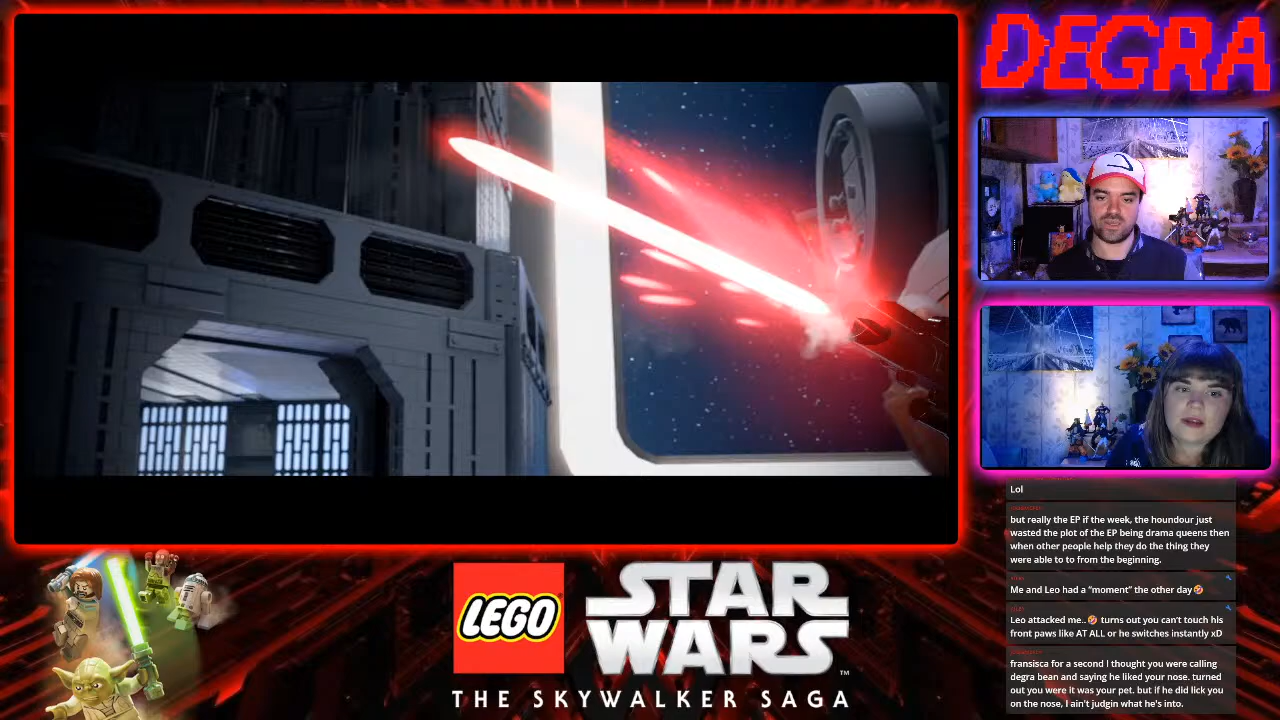 DEGRA
Lol
but really the EP if the week, the houndour just
wasted the plot of the EP being drama queens then
when other people help they do the thing they
were able to to from the beginning.
Me and Leo had a “moment” the other day🤣
Leo attacked me..🤣 turns out you can’t touch his
front paws like AT ALL or he switches instantly xD
fransisca for a second I thought you were calling
degra bean and saying he liked your nose. turned
out you were it was your pet. but if he did lick you
on the nose, I ain't judgin what he's into.
LEGO
STAR
WARS™
THE SKYWALKER SAGA